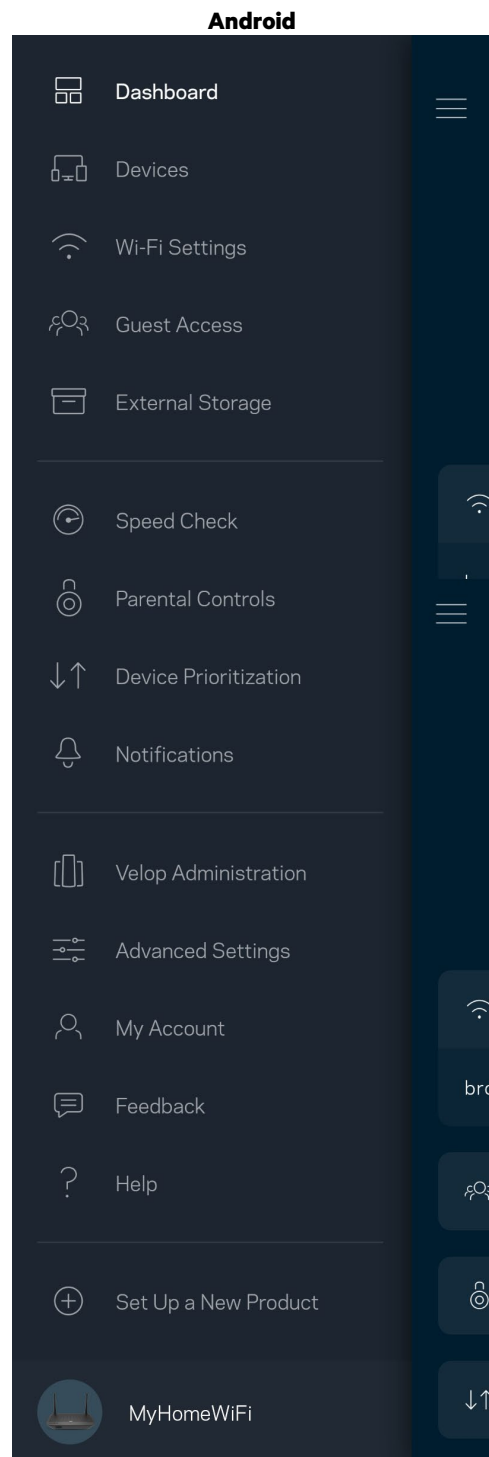 Android
Dashboard
Devices
Wi-Fi Settings
Guest Access
External Storage
Speed Check
Parental Controls
Device Prioritization
Notifications
Velop Administration
Advanced Settings
My Account
bro
Feedback
Help
Set Up a New Product
MyHomeWiFi